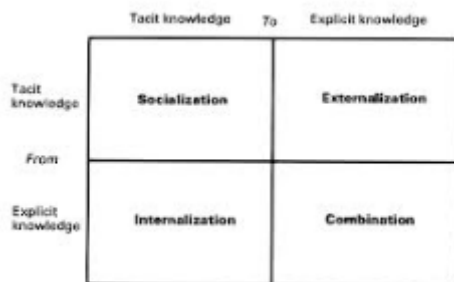 Tacit knowledge To Explicit knowledge
Tacit
knowledge
Socialization Externalization
From
Explicit
knowledge
Internalization Combination